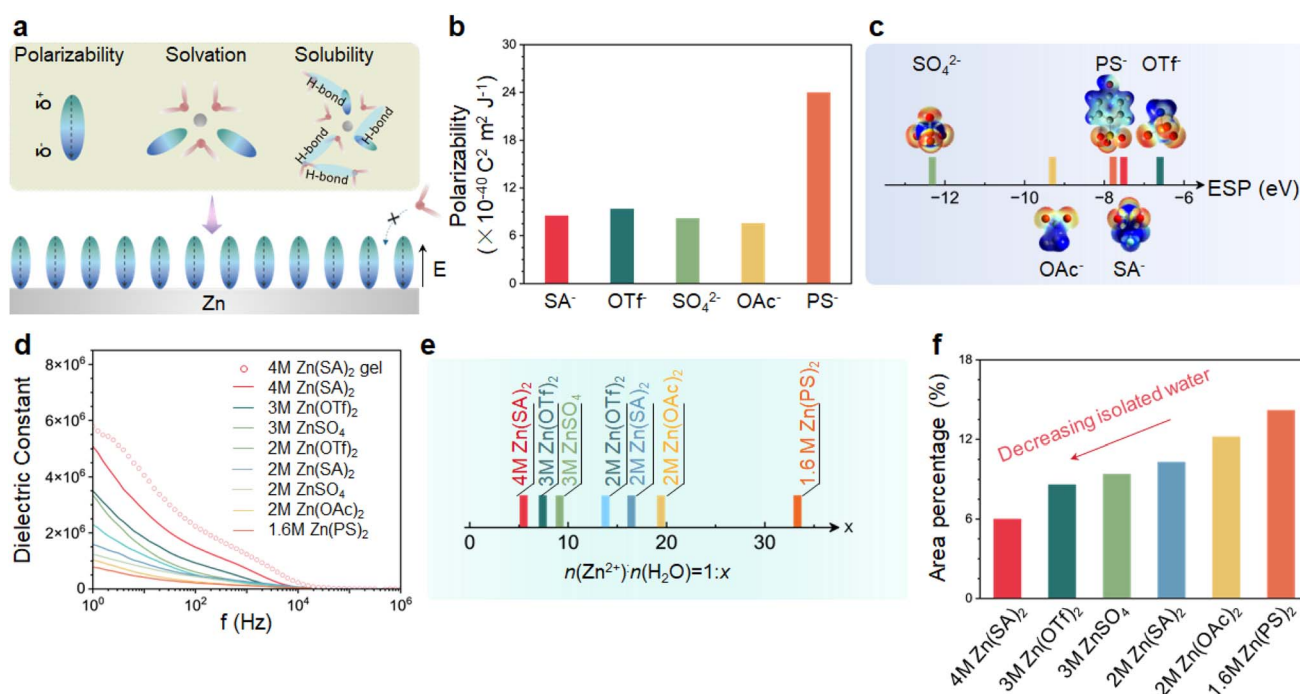 a
Polarizability
Solvation
Solubility
δ+
δ-
H-bond
H-bond
H-bond
H-bond
E
Zn
b
Polarizability
(× 10⁻⁴⁰ C² m² J⁻¹)
30
24
18
12
6
0
SA⁻
OTf⁻
SO₄²⁻
OAc⁻
PS⁻
c
SO₄²⁻
PS⁻
OTf⁻
−12
−10
−8
−6
ESP (eV)
OAc⁻
SA⁻
d
Dielectric Constant
8×10⁶
6×10⁶
4×10⁶
2×10⁶
0
4M Zn(SA)₂ gel
4M Zn(SA)₂
3M Zn(OTf)₂
3M ZnSO₄
2M Zn(OTf)₂
2M Zn(SA)₂
2M ZnSO₄
2M Zn(OAc)₂
1.6M Zn(PS)₂
10⁰
10²
10⁴
10⁶
f (Hz)
e
4M Zn(SA)₂
3M Zn(OTf)₂
3M ZnSO₄
2M Zn(OTf)₂
2M Zn(SA)₂
2M Zn(OAc)₂
1.6 M Zn(PS)₂
0
10
20
30
x
n(Zn²⁺):n(H₂O)=1:x
f
Area percentage (%)
18
12
6
0
Decreasing isolated water
4M Zn(SA)₂
3M Zn(OTf)₂
3M ZnSO₄
2M Zn(SA)₂
2M Zn(OAc)₂
1.6M Zn(PS)₂